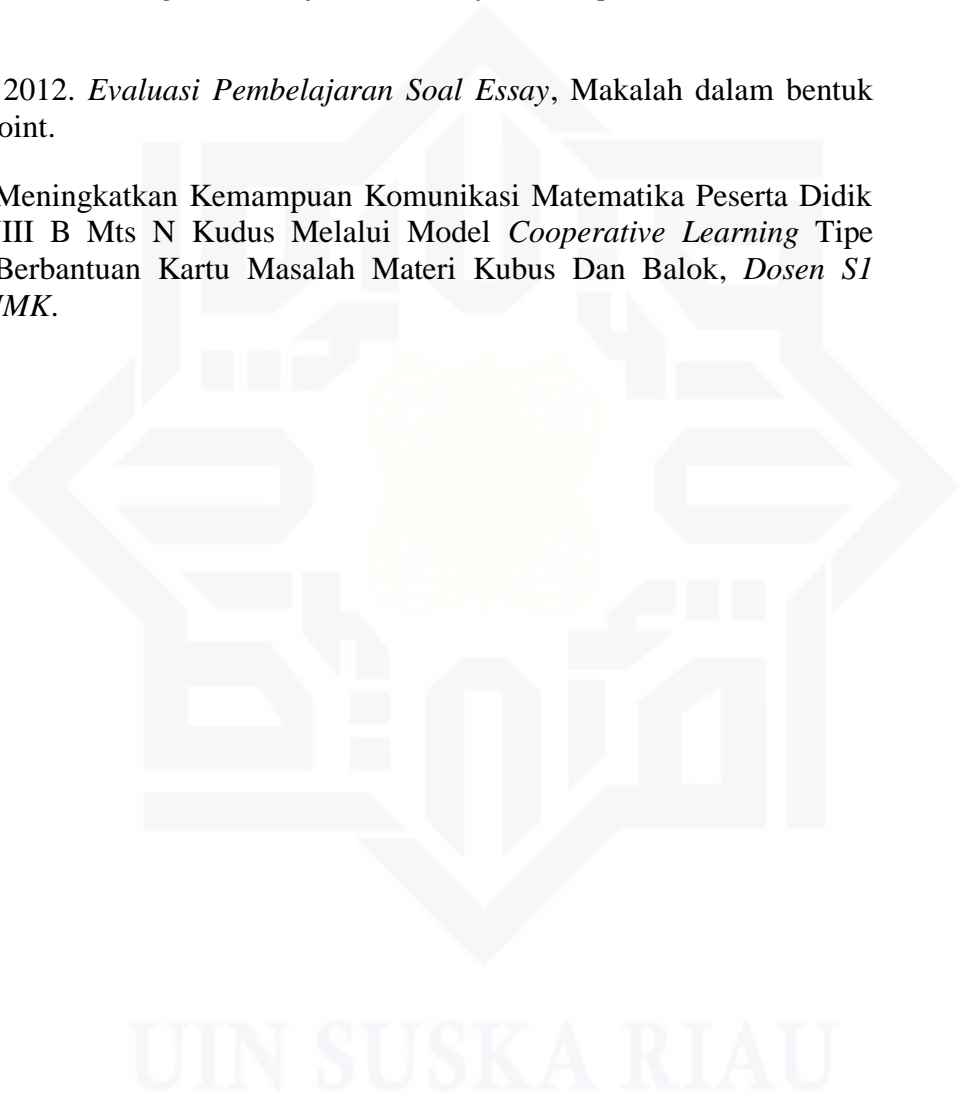 2012. Evaluasi Pembelajaran Soal Essay, Makalah dalam bentuk
oint.
Meningkatkan Kemampuan Komunikasi Matematika Peserta Didik
III B Mts N Kudus Melalui Model Cooperative Learning Tipe
Berbantuan Kartu Masalah Materi Kubus Dan Balok, Dosen S1
MK.
UIN SUSKA RIAU